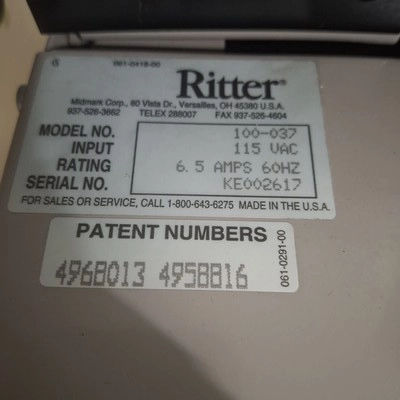 G 061-0418-00
Ritter®
Midmark Corp., 60 Vista Dr., Versailles, OH 45380 U.S.A.
937-526-3662 TELEX 288007 FAX 937-526-4604
MODEL NO. 100-037
INPUT 115 VAC
RATING 6.5 AMPS 60HZ
SERIAL NO. KE002617
FOR SALES OR SERVICE, CALL 1-800-643-6275 MADE IN THE U.S.A.
PATENT NUMBERS
4968013 4958816
061-0291-00